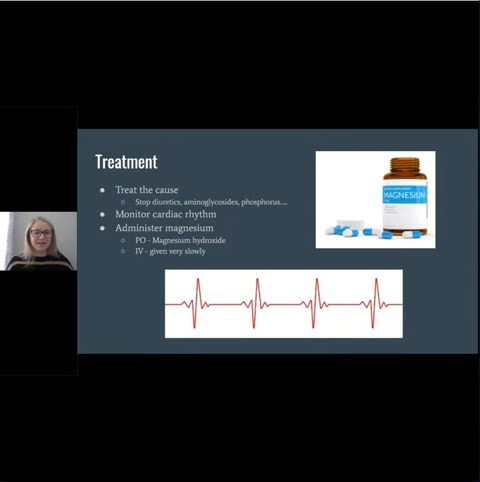 Treatment
● Treat the cause
○ Stop diuretics, aminoglycosides, phosphorus....
● Monitor cardiac rhythm
● Administer magnesium
○ PO - Magnesium hydroxide
○ IV - given very slowly
MAGNESIUM